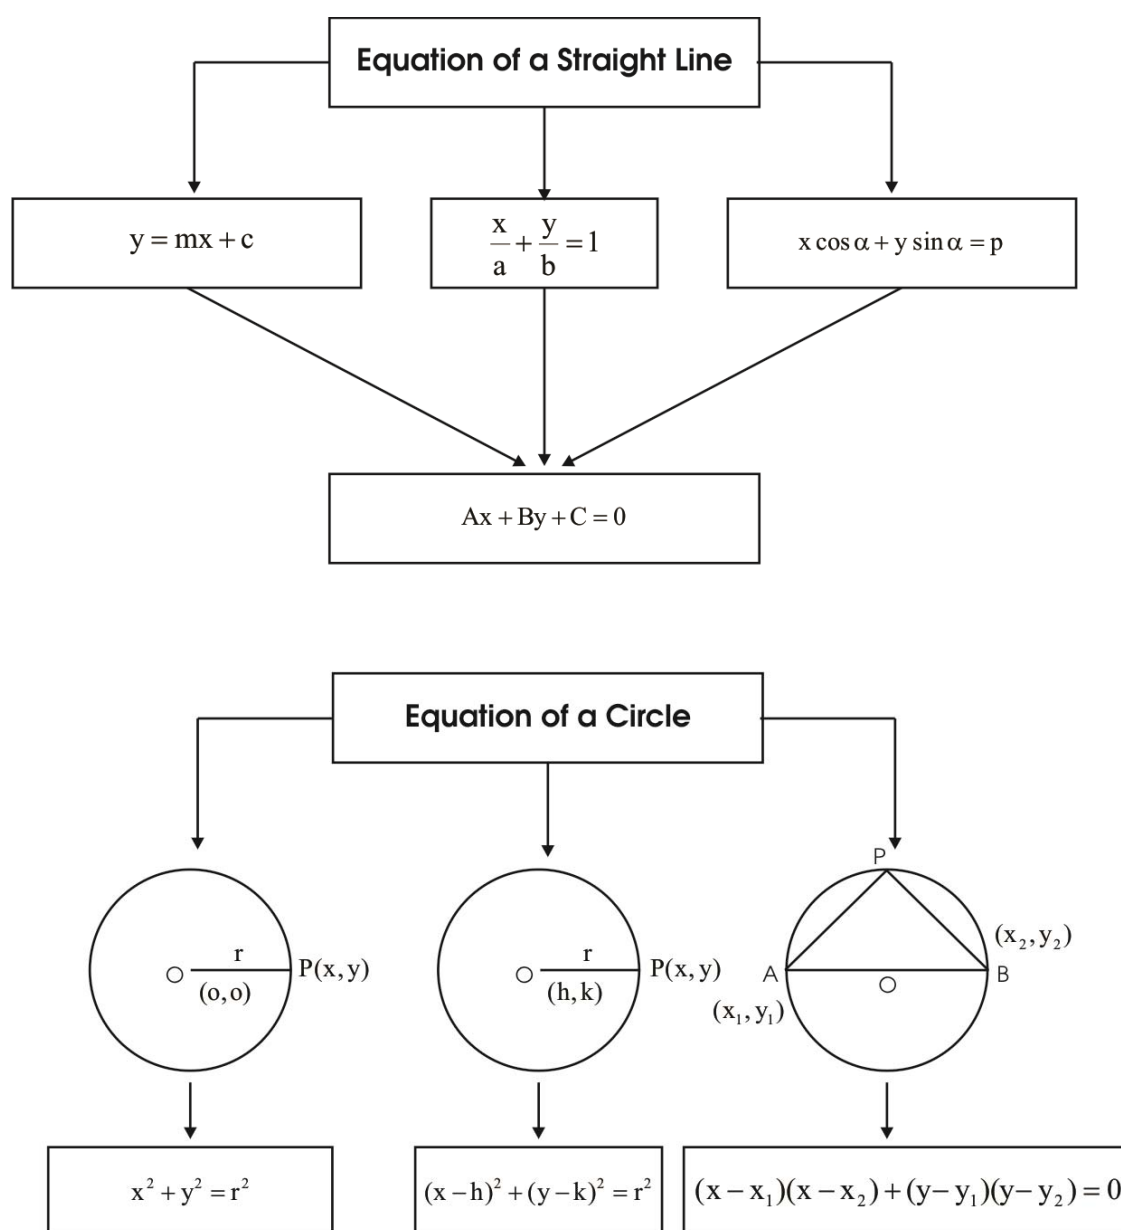 Equation of a Straight Line
y = mx + c
x/a + y/b = 1
x cos α + y sin α = p
Ax + By + C = 0
Equation of a Circle
r
O
P(x, y)
(o, o)
r
O
P(x, y)
(h, k)
P
(x₂, y₂)
A
B
O
(x₁, y₁)
x² + y² = r²
(x – h)² + (y – k)² = r²
(x – x₁)(x – x₂) + (y – y₁)(y – y₂) = 0